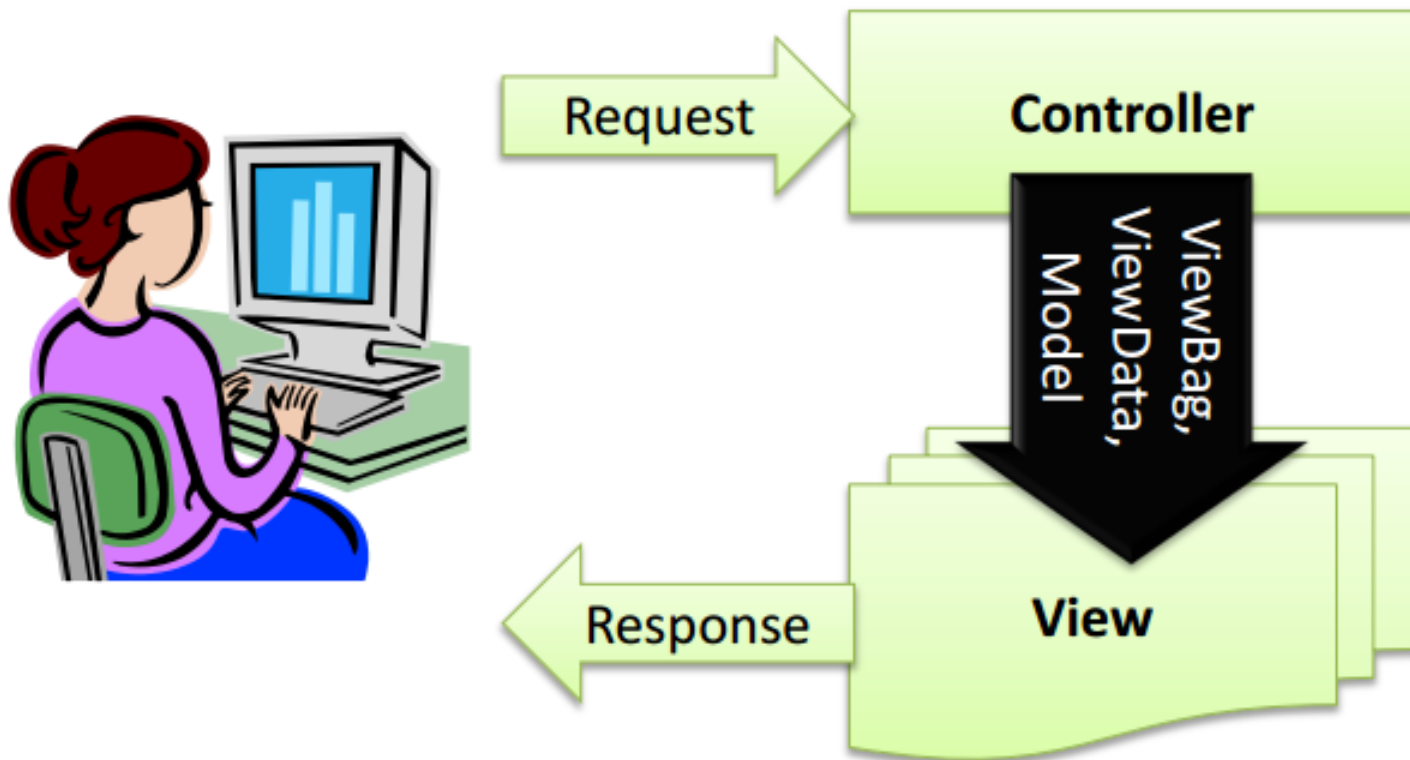 Request
Controller
ViewBag,
ViewData,
Model
View
Response